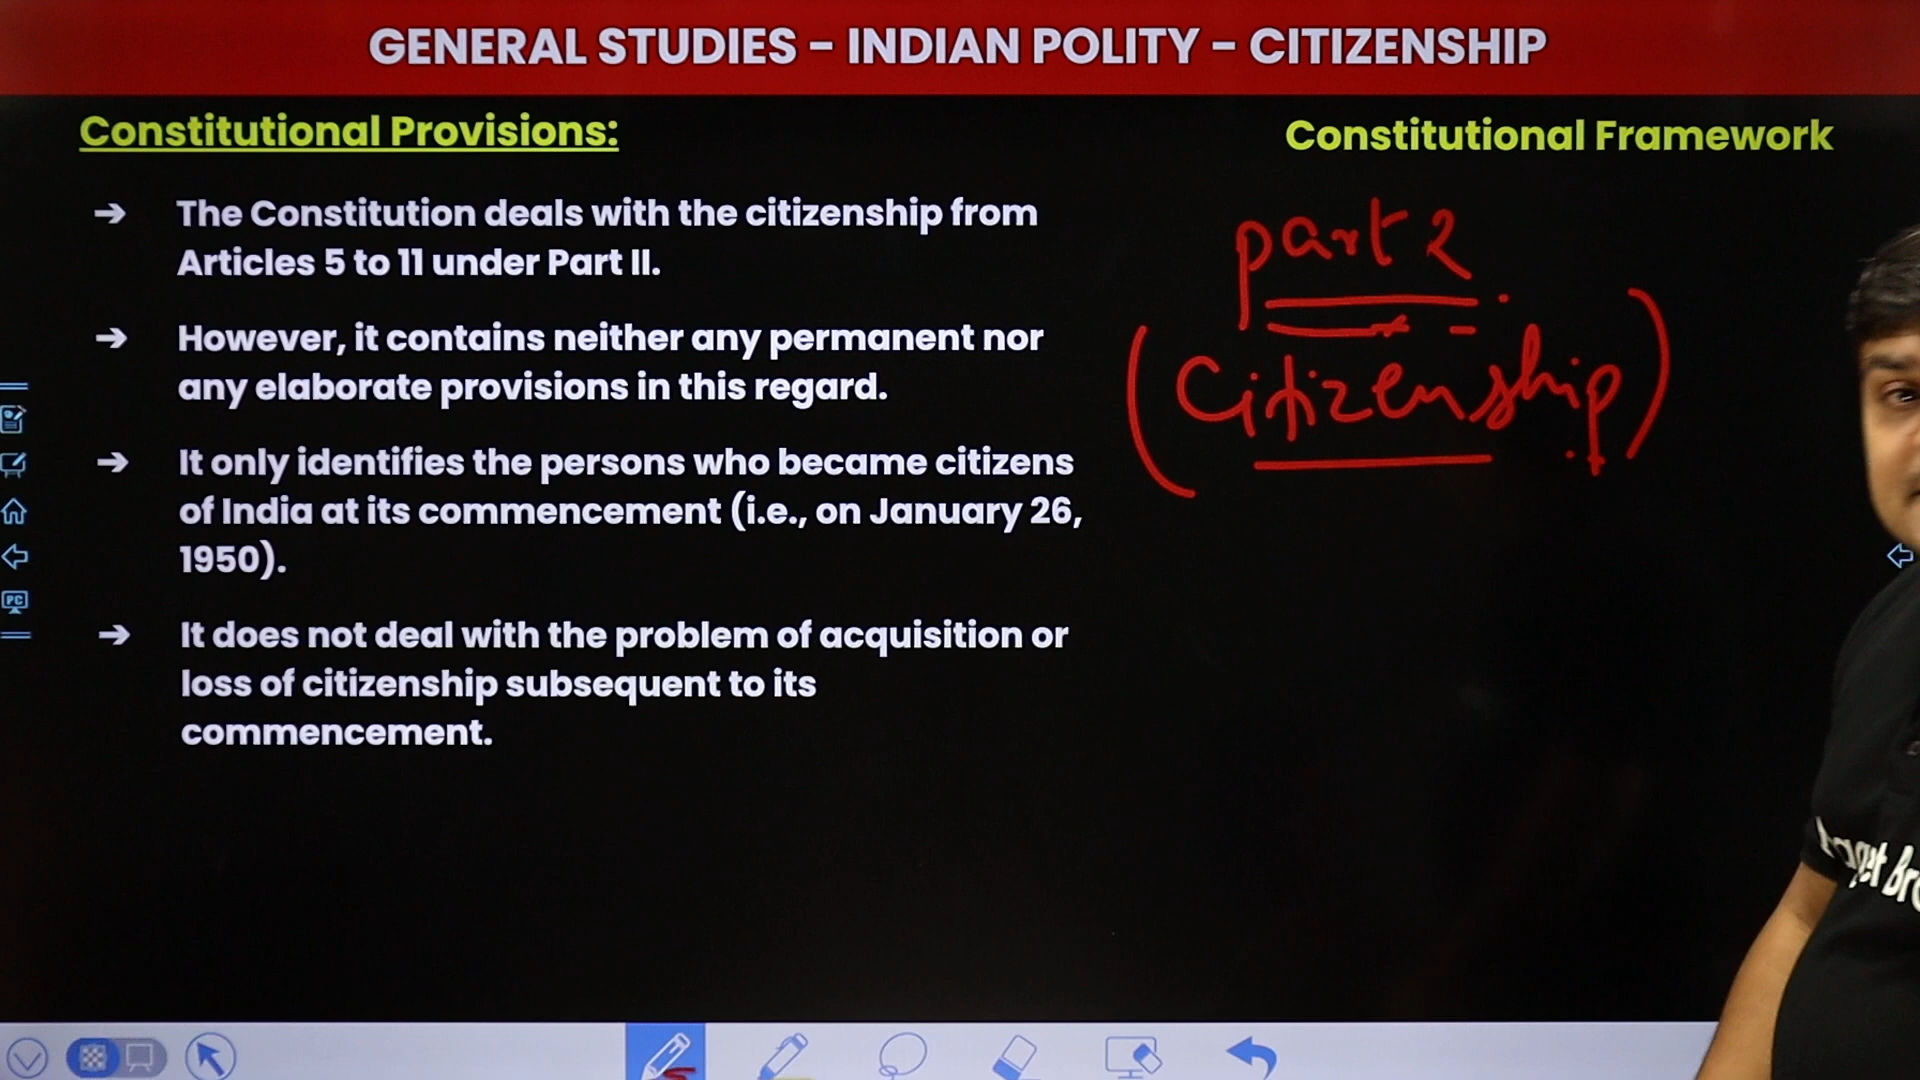 GENERAL STUDIES - INDIAN POLITY - CITIZENSHIP
Constitutional Provisions:
Constitutional Framework
➔ The Constitution deals with the citizenship from
Articles 5 to 11 under Part II.
➔ However, it contains neither any permanent nor
any elaborate provisions in this regard.
➔ It only identifies the persons who became citizens
of India at its commencement (i.e., on January 26,
1950).
➔ It does not deal with the problem of acquisition or
loss of citizenship subsequent to its
commencement.
part 2
(Citizenship)
PC